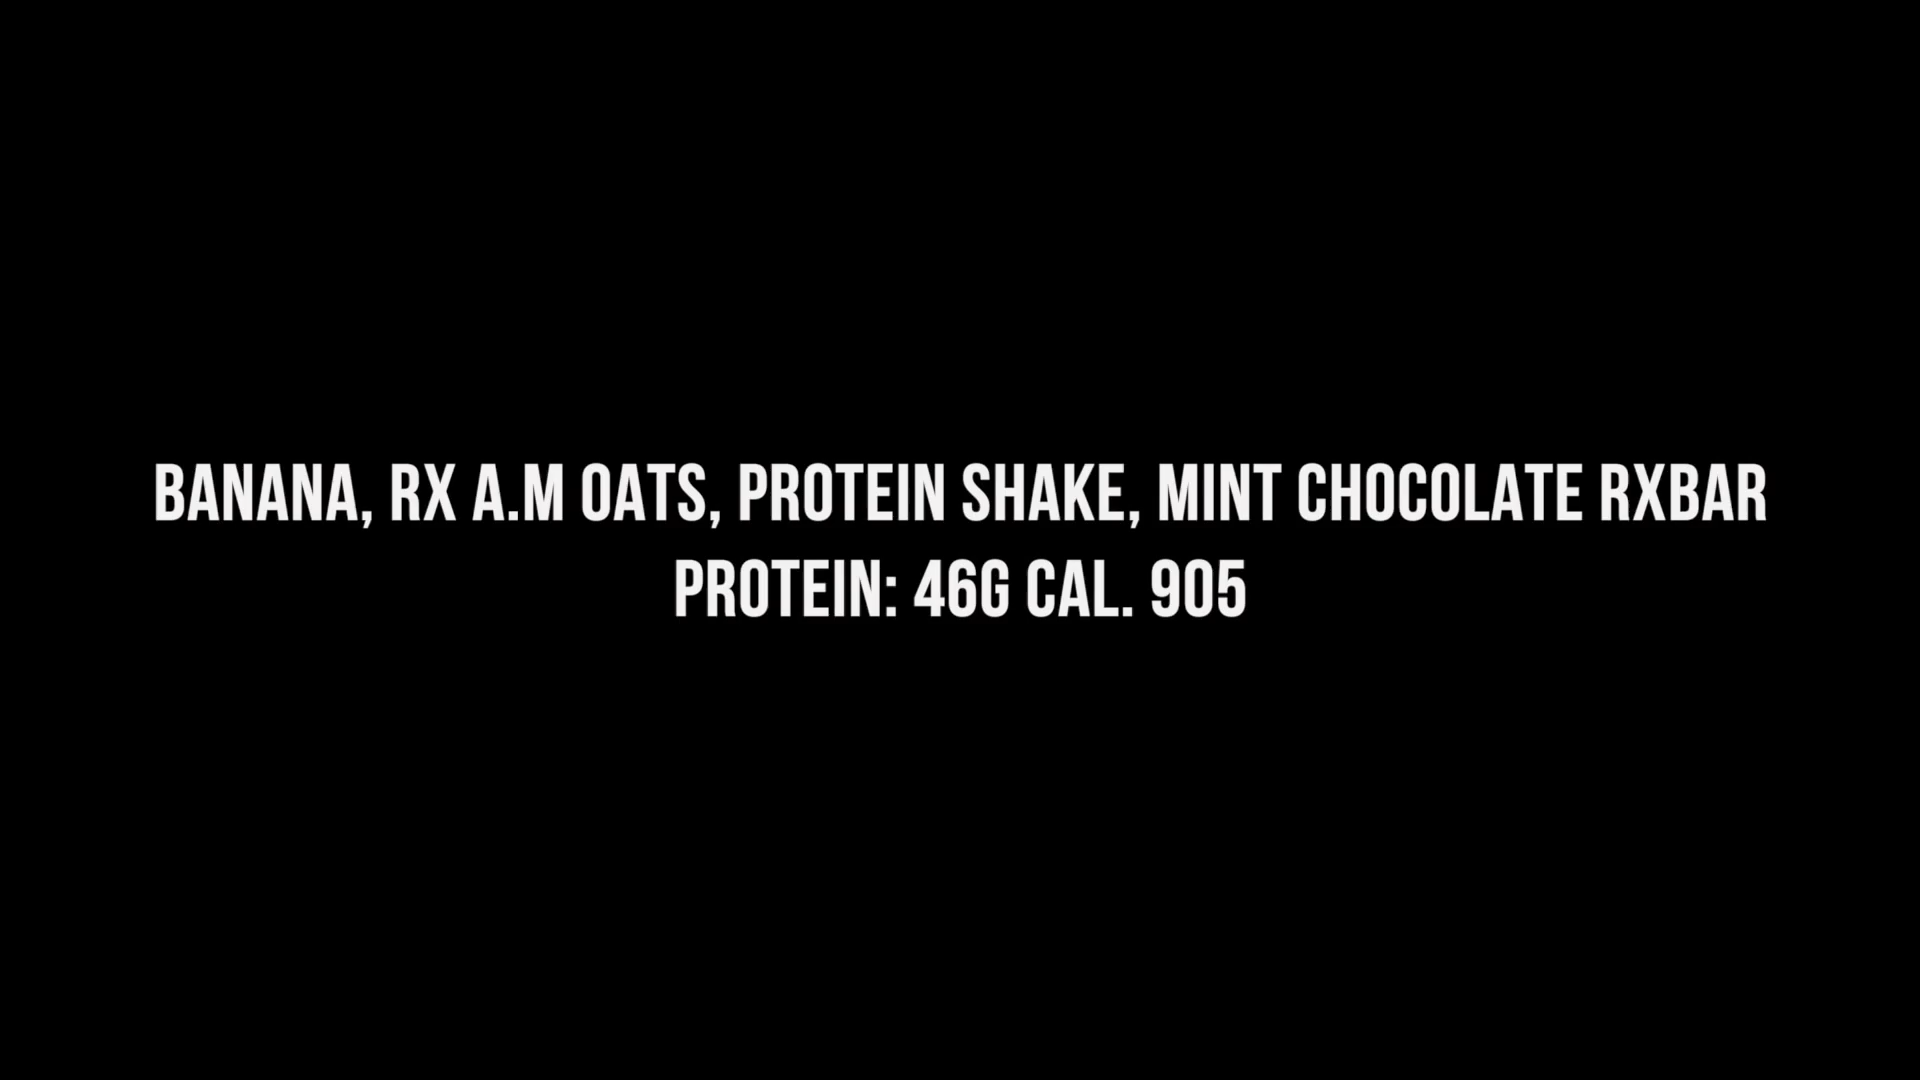 BANANA, RX A.M OATS, PROTEIN SHAKE, MINT CHOCOLATE RXBAR
PROTEIN: 46G CAL. 905